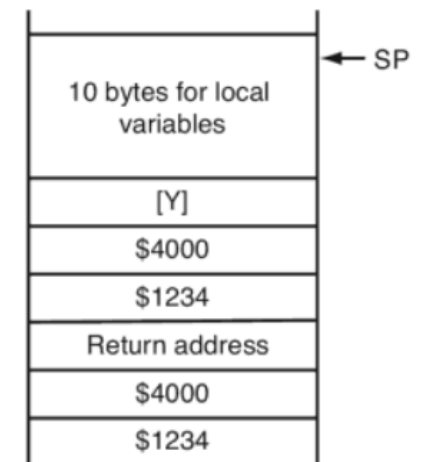 SP
10 bytes for local
variables
[Y]
$4000
$1234
Return address
$4000
$1234